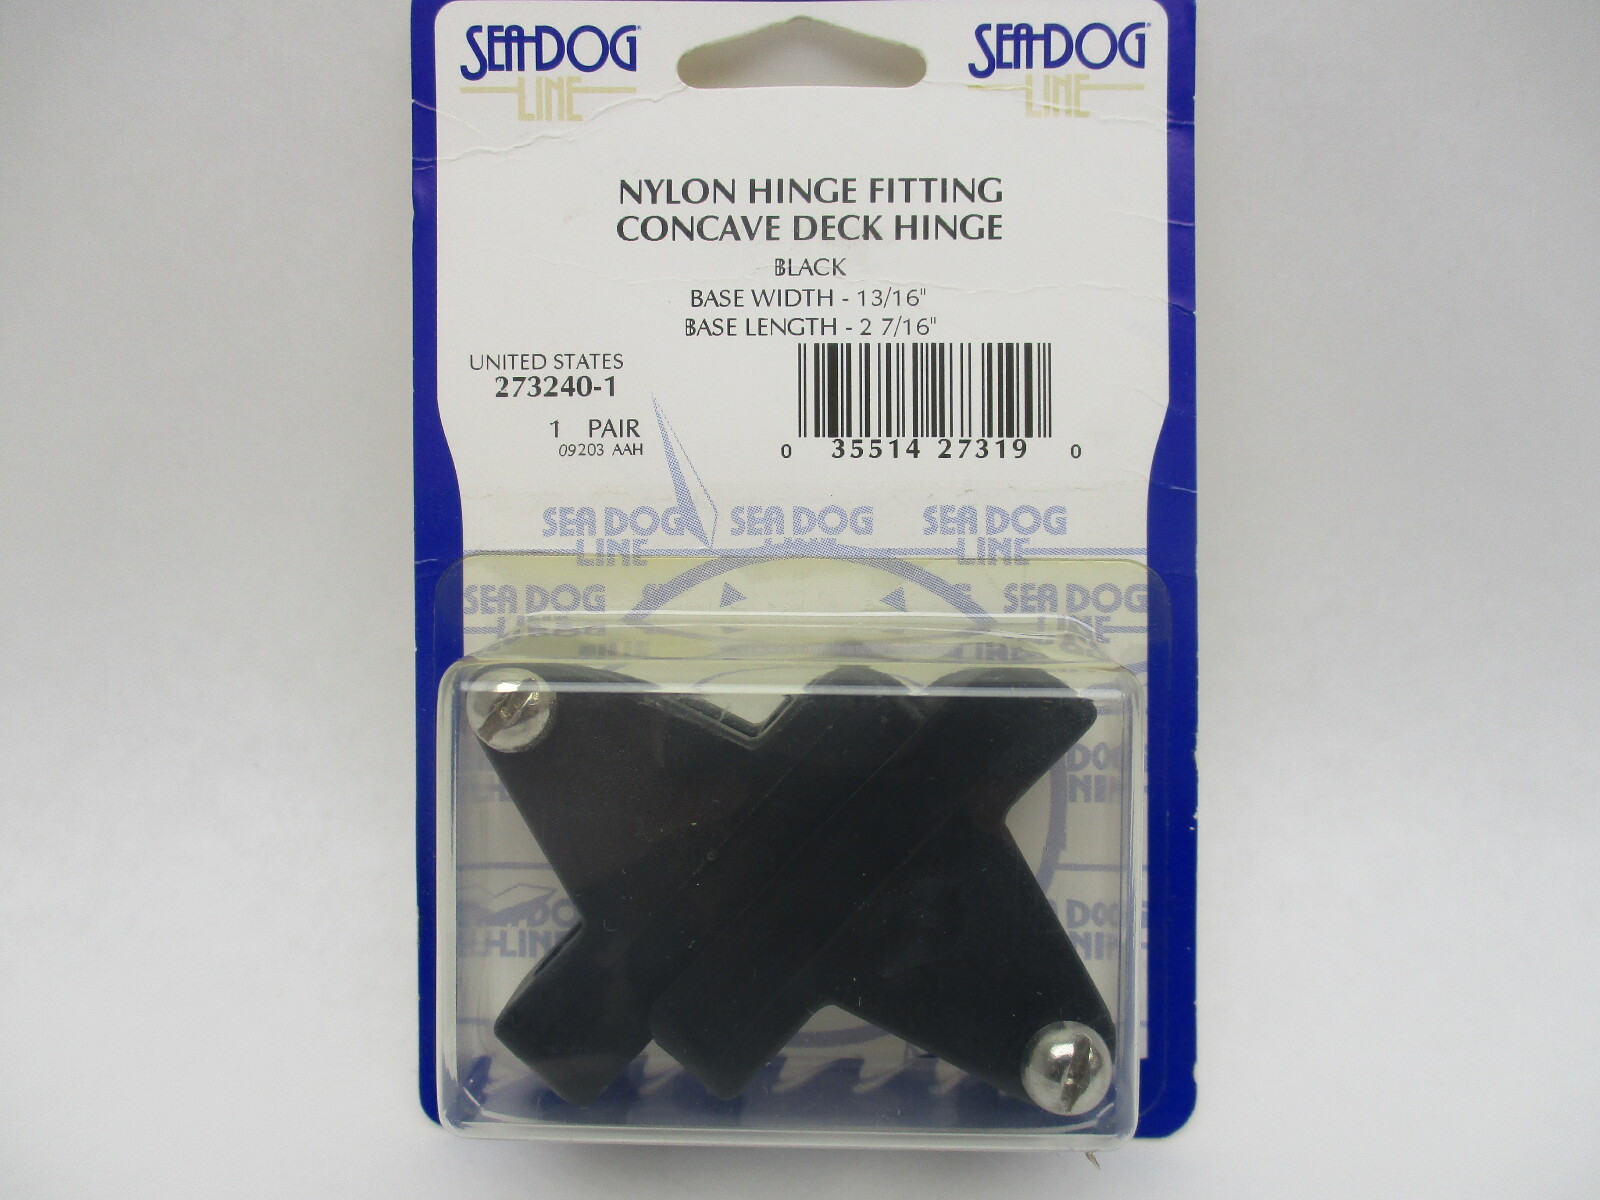 SEA-DOG LINE
SEA-DOG LINE
NYLON HINGE FITTING
CONCAVE DECK HINGE
BLACK
BASE WIDTH - 13/16"
BASE LENGTH - 2 7/16"
UNITED STATES
273240-1
1 PAIR
09203 AAH
0 35514 27319 0
SEA DOG SEA DOG SEA DOG
LINE LINE LINE
SEA DOG SEA DOG
LINE